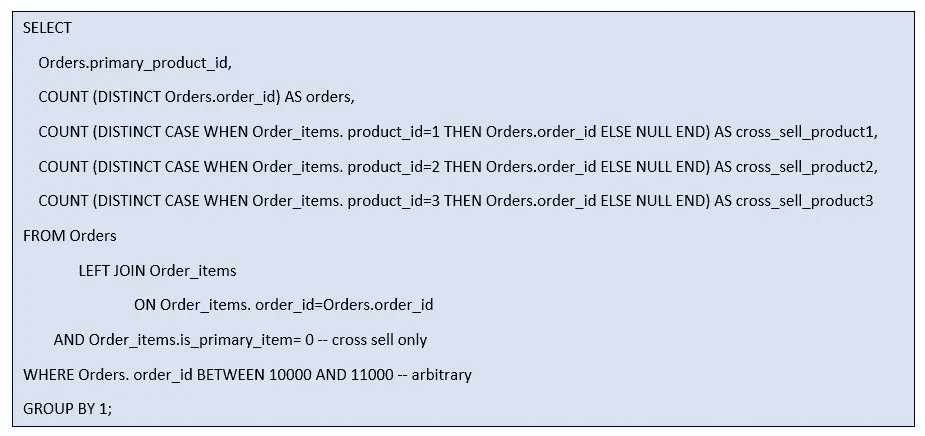 SELECT
Orders.primary_product_id,
COUNT (DISTINCT Orders.order_id) AS orders,
COUNT (DISTINCT CASE WHEN Order_items. product_id=1 THEN Orders.order_id ELSE NULL END) AS cross_sell_product1,
COUNT (DISTINCT CASE WHEN Order_items. product_id=2 THEN Orders.order_id ELSE NULL END) AS cross_sell_product2,
COUNT (DISTINCT CASE WHEN Order_items. product_id=3 THEN Orders.order_id ELSE NULL END) AS cross_sell_product3
FROM Orders
LEFT JOIN Order_items
ON Order_items. order_id=Orders.order_id
AND Order_items.is_primary_item= 0 -- cross sell only
WHERE Orders. order_id BETWEEN 10000 AND 11000 -- arbitrary
GROUP BY 1;